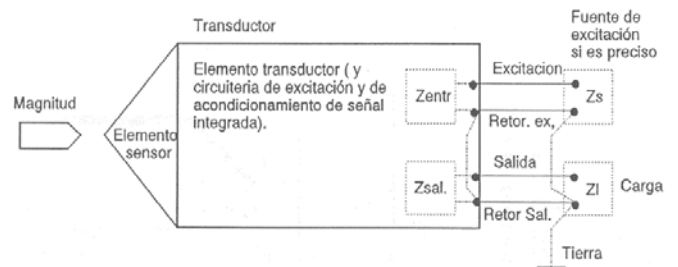 Transductor
Fuente de
excitación
si es preciso
Elemento transductor ( y
circuiteria de excitación y de
acondicionamiento de señal
integrada).
Magnitud
Elemento
sensor
Zentr
Excitacion
Zs
Retor. ex,
Salida
Zsal.
Zl
Carga
Retor Sal.
Tierra